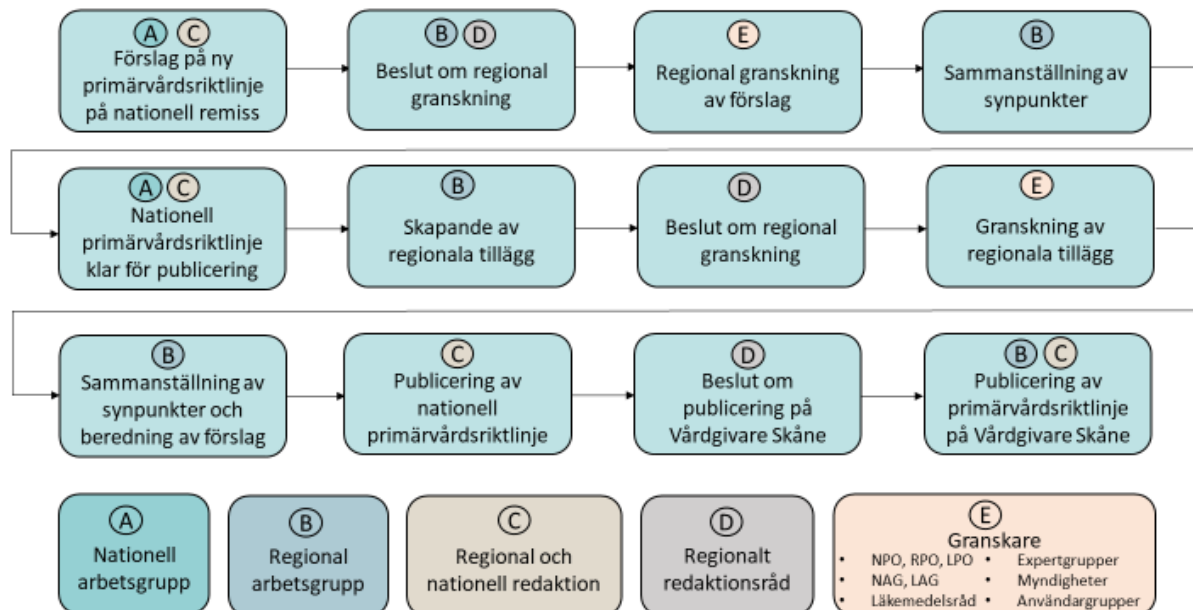 A C
Förslag på ny
primärvårdsriktlinje
på nationell remiss
B D
Beslut om regional
granskning
E
Regional granskning
av förslag
B
Sammanställning av
synpunkter
A C
Nationell
primärvårdsriktlinje
klar för publicering
B
Skapande av
regionala tillägg
D
Beslut om regional
granskning
E
Granskning av
regionala tillägg
B
Sammanställning av
synpunkter och
beredning av förslag
C
Publicering av
nationell
primärvårdsriktlinje
D
Beslut om
publicering på
Vårdgivare Skåne
B C
Publicering av
primärvårdsriktlinje
på Vårdgivare Skåne
A
Nationell
arbetsgrupp
B
Regional
arbetsgrupp
C
Regional och
nationell redaktion
D
Regionalt
redaktionsråd
E
Granskare
• NPO, RPO, LPO
• NAG, LAG
• Läkemedelsråd
• Expertgrupper
• Myndigheter
• Användargrupper